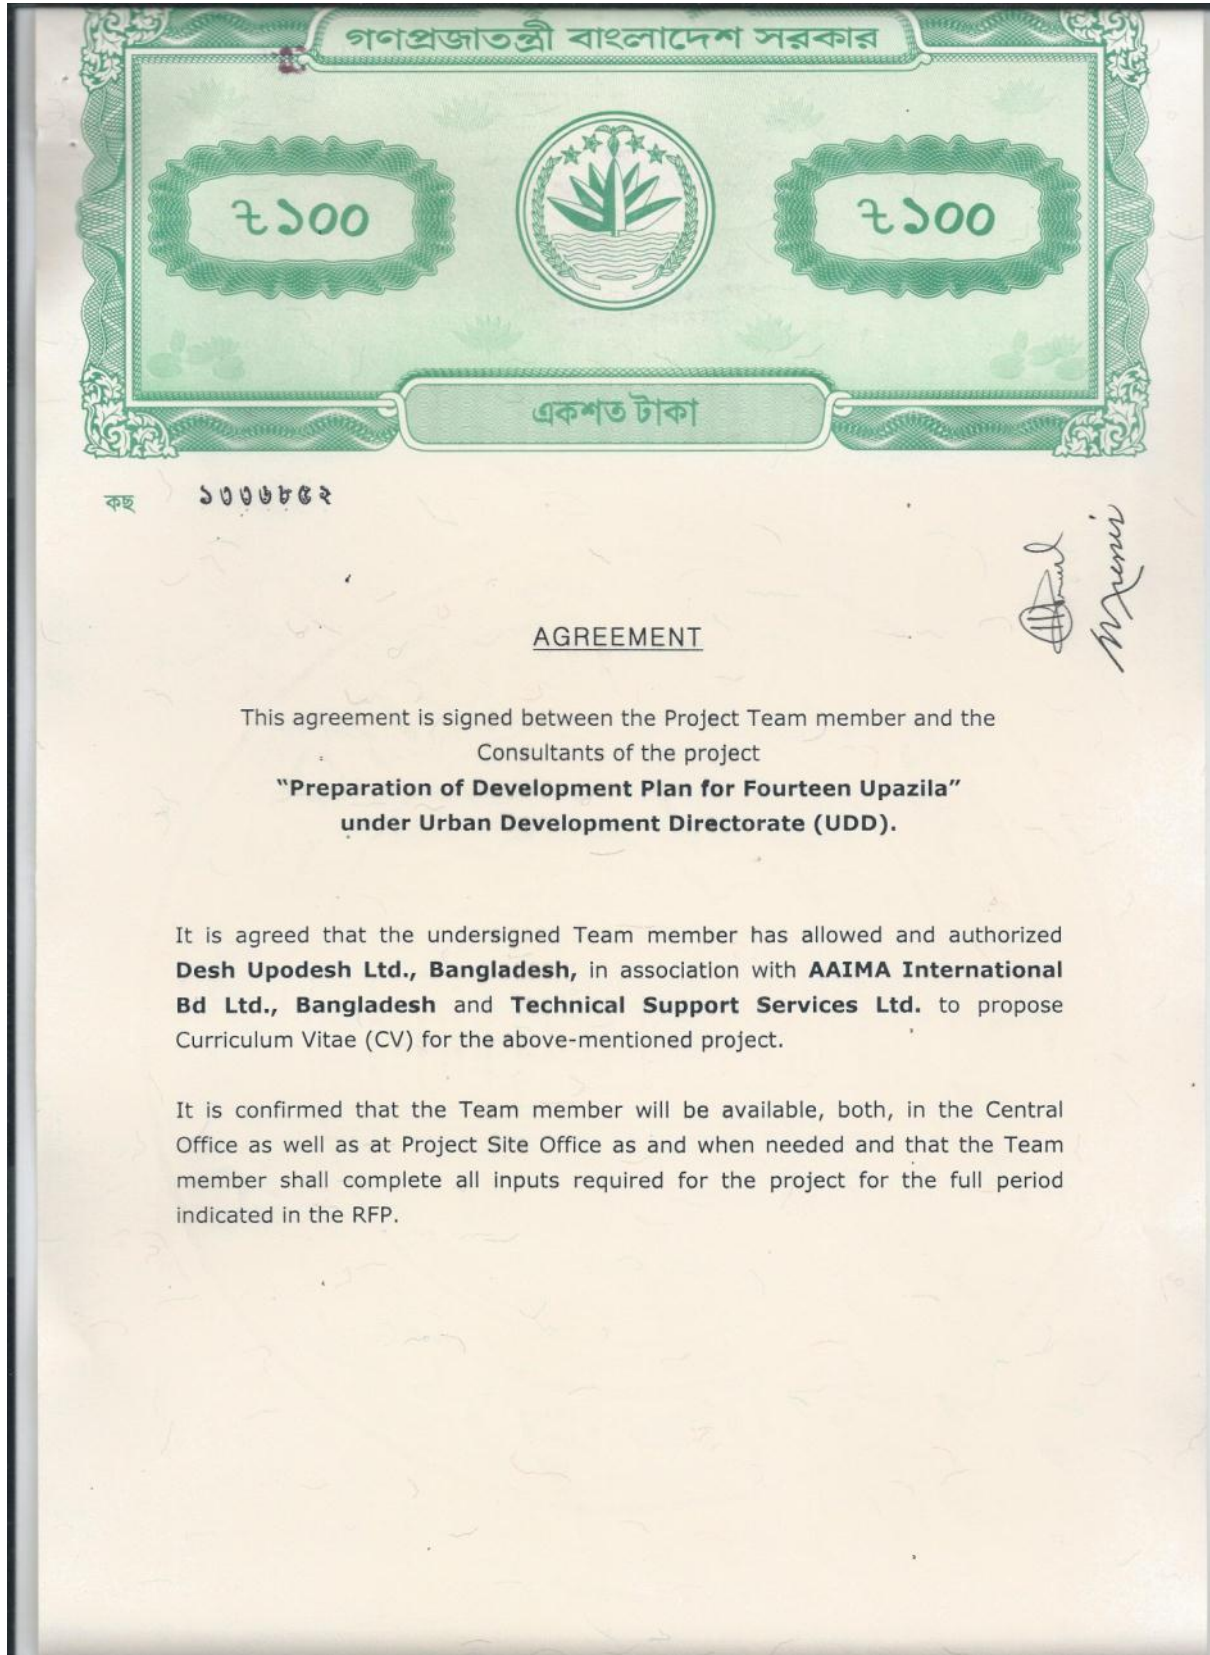 গণপ্রজাতন্ত্রী বাংলাদেশ সরকার
৳১০০ ৳১০০
একশত টাকা
কছ ১৩৩৬৮৫২
AGREEMENT
This agreement is signed between the Project Team member and the
Consultants of the project
“Preparation of Development Plan for Fourteen Upazila”
under Urban Development Directorate (UDD).
It is agreed that the undersigned Team member has allowed and authorized
Desh Upodesh Ltd., Bangladesh, in association with AAIMA International
Bd Ltd., Bangladesh and Technical Support Services Ltd. to propose
Curriculum Vitae (CV) for the above-mentioned project.
It is confirmed that the Team member will be available, both, in the Central
Office as well as at Project Site Office as and when needed and that the Team
member shall complete all inputs required for the project for the full period
indicated in the RFP.